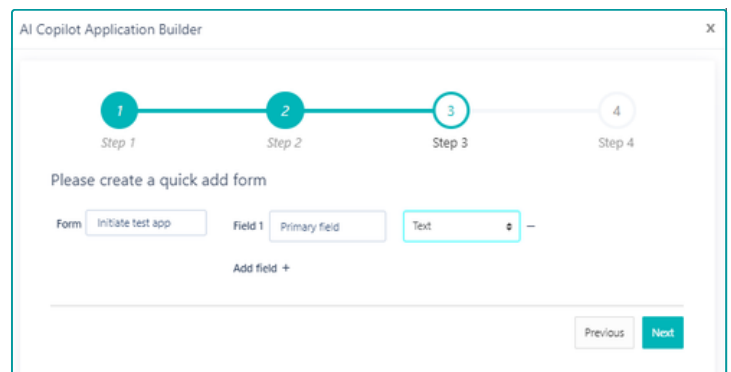 AI Copilot Application Builder X
1 2 3 4
Step 1 Step 2 Step 3 Step 4
Please create a quick add form
Form Initiate test app Field 1 Primary field Text −
Add field +
Previous Next